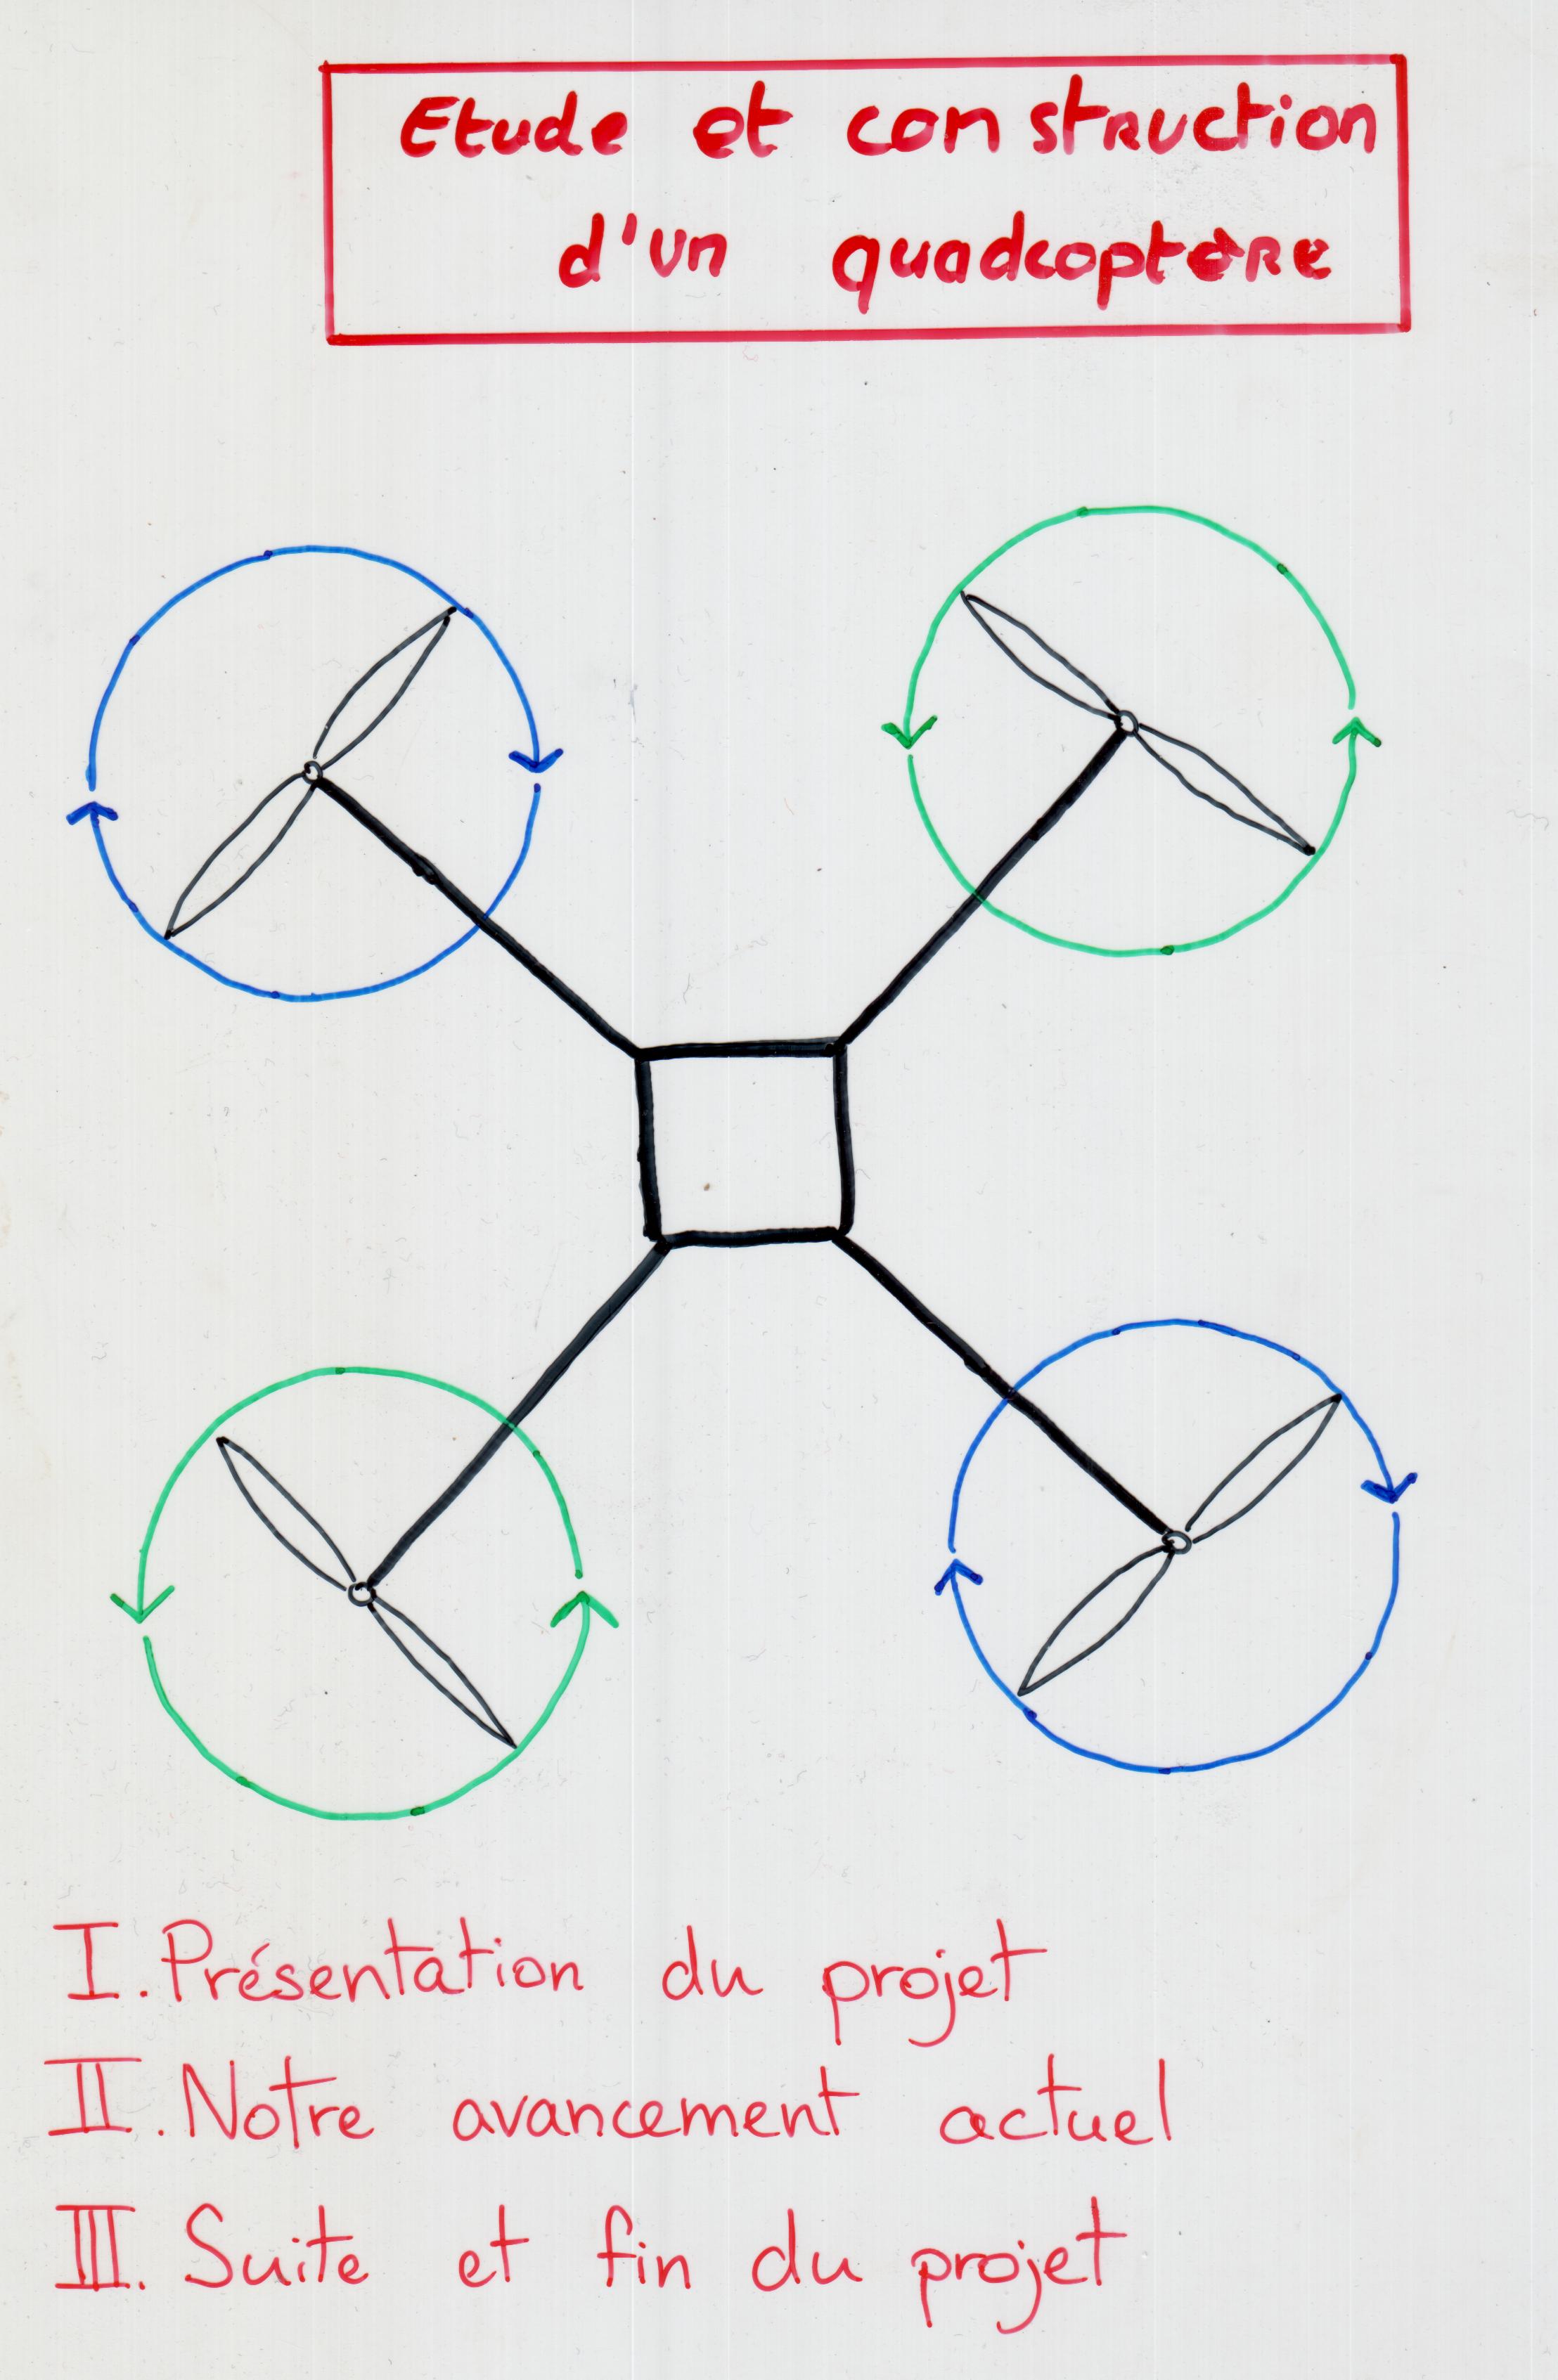 Etude et construction
d'un quadcoptère
I. Présentation du projet
II. Notre avancement actuel
III. Suite et fin du projet